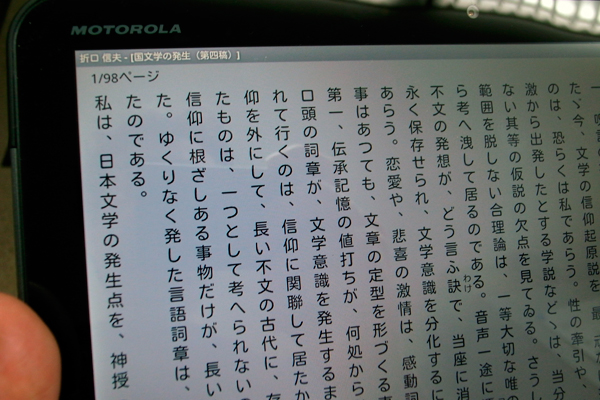 MOTOROLA
折口 信夫 - [国文学の発生（第四稿）]
1/98ページ
のは、恐らくは私であらう。性の牽引や、
激から出発したとする学説などゝは、当分
ない其等の仮説の欠点を見てゐる。さうし
範囲を脱しない合理論は、一等大切な唯の
ら考へ洩して居るのである。音声一途に
不文の発想が、どう言ふ訣で、当座に消
わけ
永く保存せられ、文学意識を分化するに
あらう。恋愛や、悲喜の激情は、感動詞
事はあつても、文章の定型を形づくる事
第一、伝承記憶の値打ちが、何処から
口頭の詞章が、文学意識を発生するま
れて行くのは、信仰に関聯して居たか
仰を外にして、長い不文の古代に、存
たものは、一つとして考へられないの
信仰に根ざしある事物だけが、長い
た。ゆくりなく発した言語詞章は、
たのである。
私は、日本文学の発生点を、神授